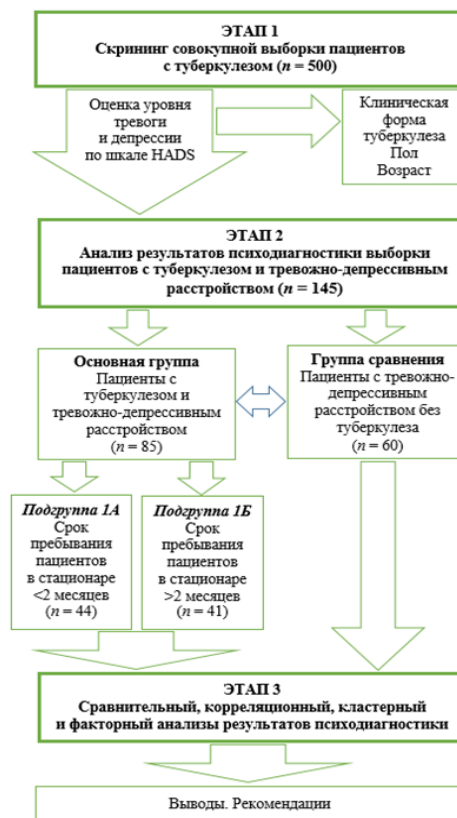 ЭТАП 1
Скрининг совокупной выборки пациентов
с туберкулезом (n = 500)
Оценка уровня
тревоги
и депрессии
по шкале HADS
Клиническая
форма
туберкулеза
Пол
Возраст
ЭТАП 2
Анализ результатов психодиагностики выборки
пациентов с туберкулезом и тревожно-депрессивным
расстройством (n = 145)
Основная группа
Пациенты с
туберкулезом и
тревожно-депрессивным
расстройством
(n = 85)
Группа сравнения
Пациенты с тревожно-
депрессивным
расстройством без
туберкулеза
(n = 60)
Подгруппа 1А
Срок
пребывания
пациентов
в стационаре
<2 месяцев
(n = 44)
Подгруппа 1Б
Срок
пребывания
пациентов
в стационаре
>2 месяцев
(n = 41)
ЭТАП 3
Сравнительный, корреляционный, кластерный
и факторный анализы результатов психодиагностики
Выводы. Рекомендации